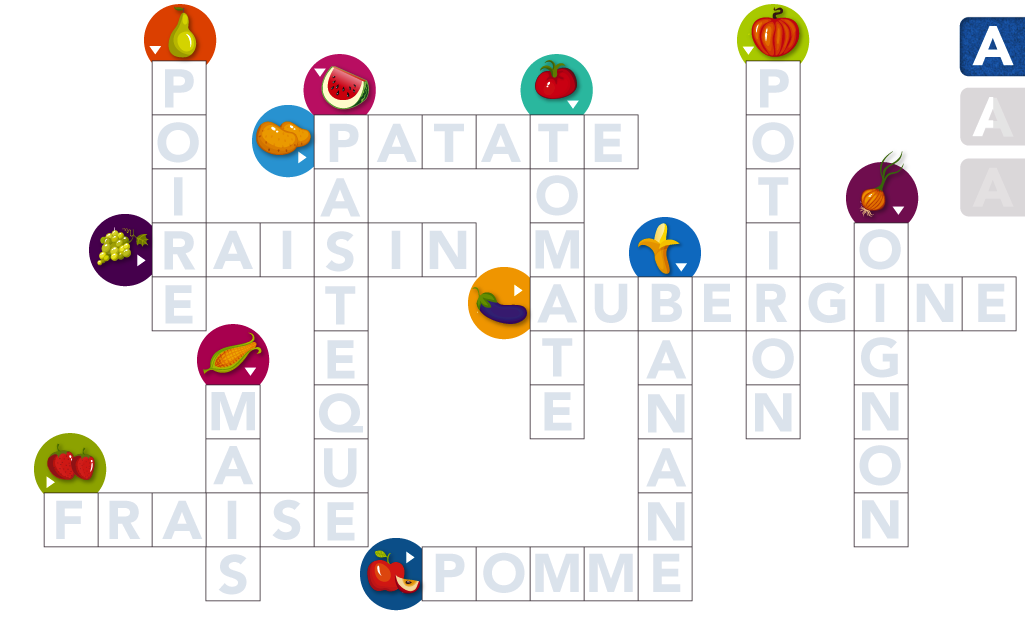 A
A
A
POIRE
POTIRON
PATATE
PASTEQUE
TOMATE
RAISIN
OIGNON
AUBERGINE
BANANE
MAIS
FRAISE
POMME